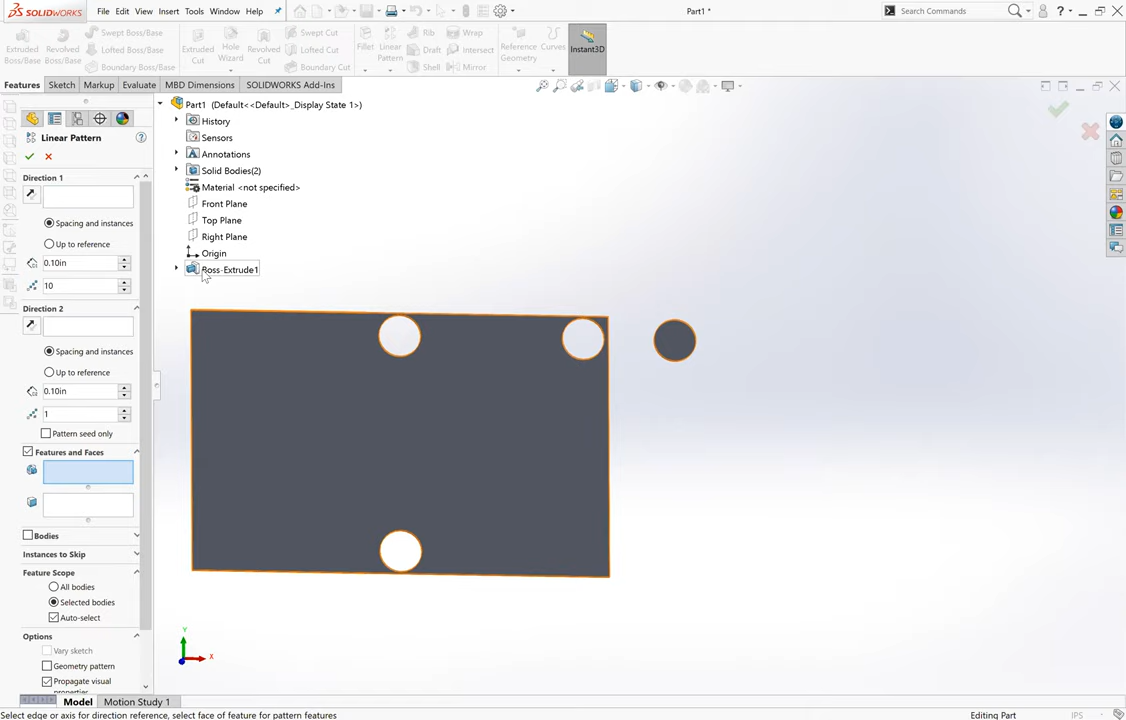 SOLIDWORKS File Edit View Insert Tools Window Help Part1 * Search Commands
Extruded Boss/Base
Revolved Boss/Base
Swept Boss/Base
Lofted Boss/Base
Boundary Boss/Base
Extruded Cut
Hole Wizard
Revolved Cut
Swept Cut
Lofted Cut
Boundary Cut
Fillet
Linear Pattern
Rib
Draft
Shell
Wrap
Intersect
Mirror
Reference Geometry
Curves
Instant3D
Features Sketch Markup Evaluate MBD Dimensions SOLIDWORKS Add-Ins
Part1 (Default<<Default>_Display State 1>)
History
Sensors
Annotations
Solid Bodies(2)
Material <not specified>
Front Plane
Top Plane
Right Plane
Origin
Boss-Extrude1
Linear Pattern
Direction 1
Spacing and instances
Up to reference
0.10in
10
Direction 2
Spacing and instances
Up to reference
0.10in
1
Pattern seed only
Features and Faces
Bodies
Instances to Skip
Feature Scope
All bodies
Selected bodies
Auto-select
Options
Vary sketch
Geometry pattern
Propagate visual
Y
X
Model Motion Study 1
Select edge or axis for direction reference, select face of feature for pattern features Editing Part IPS